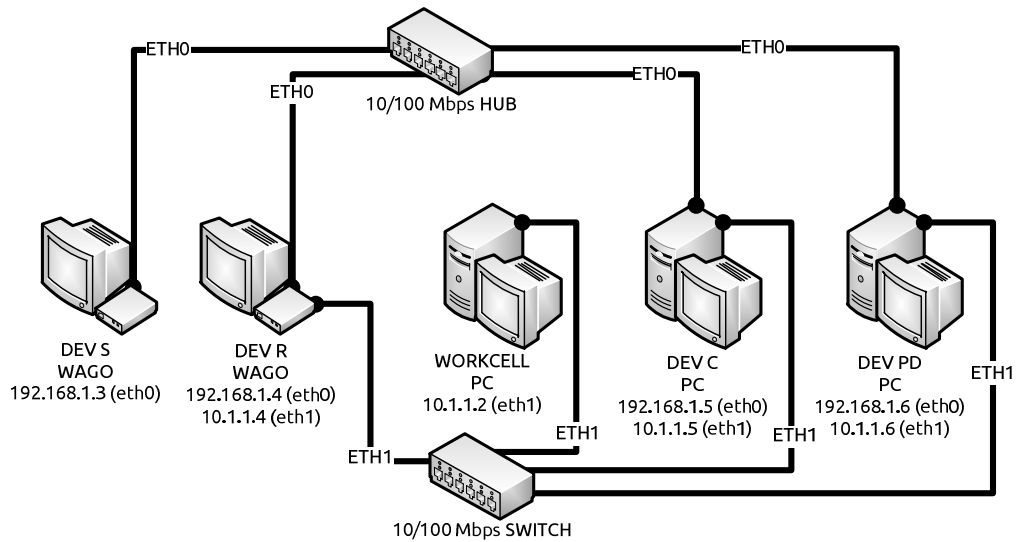 ETH0
ETH0
ETH0
ETH0
10/100 Mbps HUB
DEV S
WAGO
192.168.1.3 (eth0)
DEV R
WAGO
192.168.1.4 (eth0)
10.1.1.4 (eth1)
WORKCELL
PC
10.1.1.2 (eth1)
DEV C
PC
192.168.1.5 (eth0)
10.1.1.5 (eth1)
DEV PD
PC
192.168.1.6 (eth0)
10.1.1.6 (eth1)
ETH1
ETH1
ETH1
ETH1
10/100 Mbps SWITCH